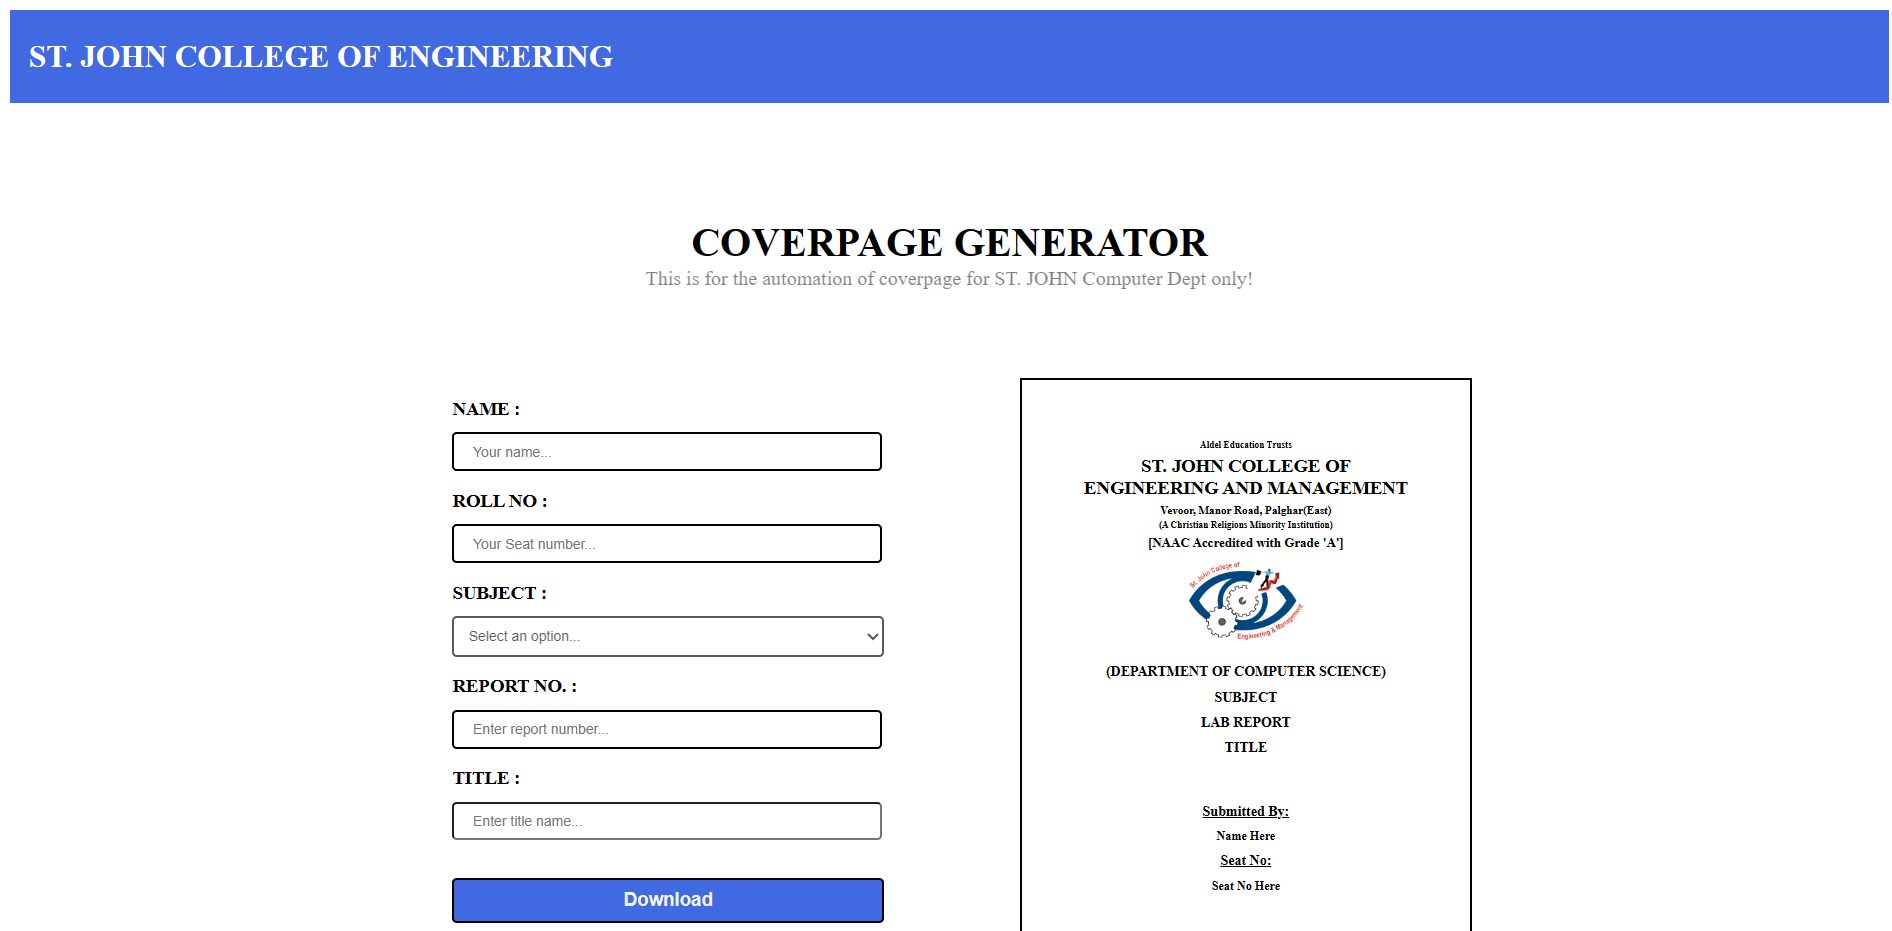 ST. JOHN COLLEGE OF ENGINEERING
COVERPAGE GENERATOR
This is for the automation of coverpage for ST. JOHN Computer Dept only!
NAME :
Your name...
ROLL NO :
Your Seat number...
SUBJECT :
Select an option...
REPORT NO. :
Enter report number...
TITLE :
Enter title name...
Download
Aldel Education Trusts
ST. JOHN COLLEGE OF
ENGINEERING AND MANAGEMENT
Vevoor, Manor Road, Palghar(East)
(A Christian Religions Minority Institution)
[NAAC Accredited with Grade 'A']
St. John College of
Engineering & Management
(DEPARTMENT OF COMPUTER SCIENCE)
SUBJECT
LAB REPORT
TITLE
Submitted By:
Name Here
Seat No:
Seat No Here